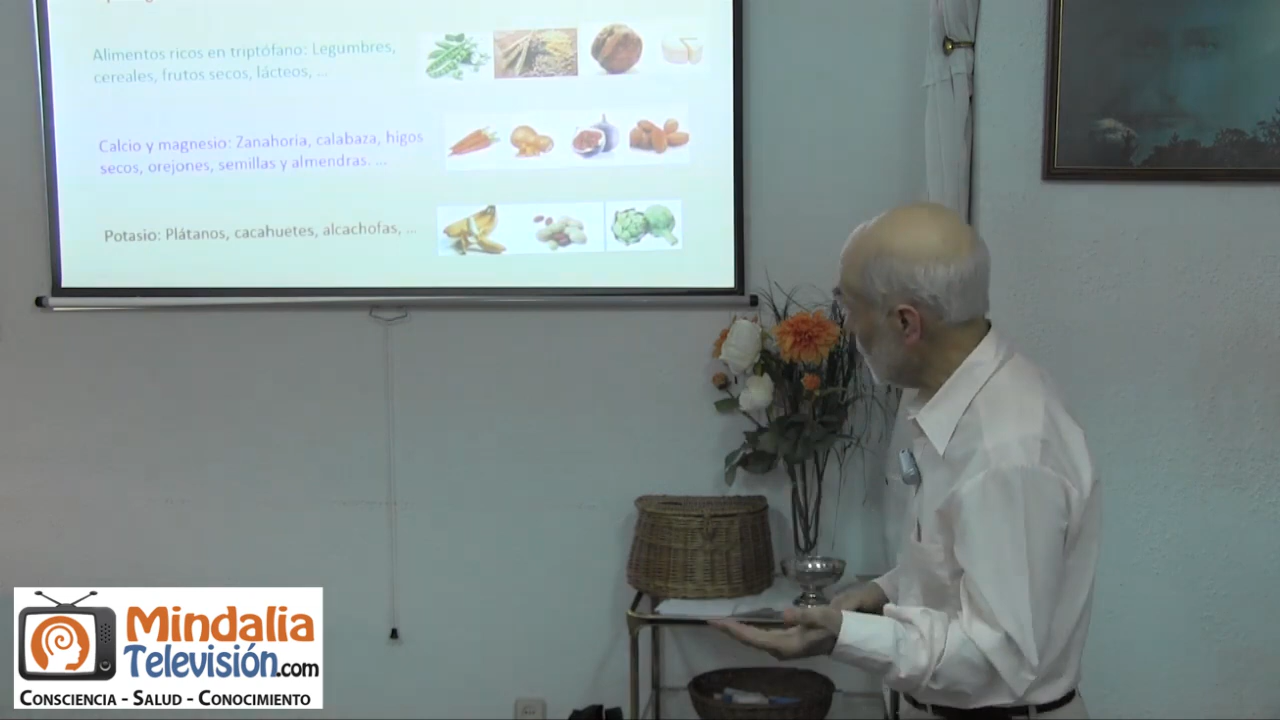 Alimentos ricos en triptófano: Legumbres,
cereales, frutos secos, lácteos, ...
Calcio y magnesio: Zanahoria, calabaza, higos
secos, orejones, semillas y almendras. ...
Potasio: Plátanos, cacahuetes, alcachofas, ...
Mindalia
Televisión.com
CONSCIENCIA - SALUD - CONOCIMIENTO